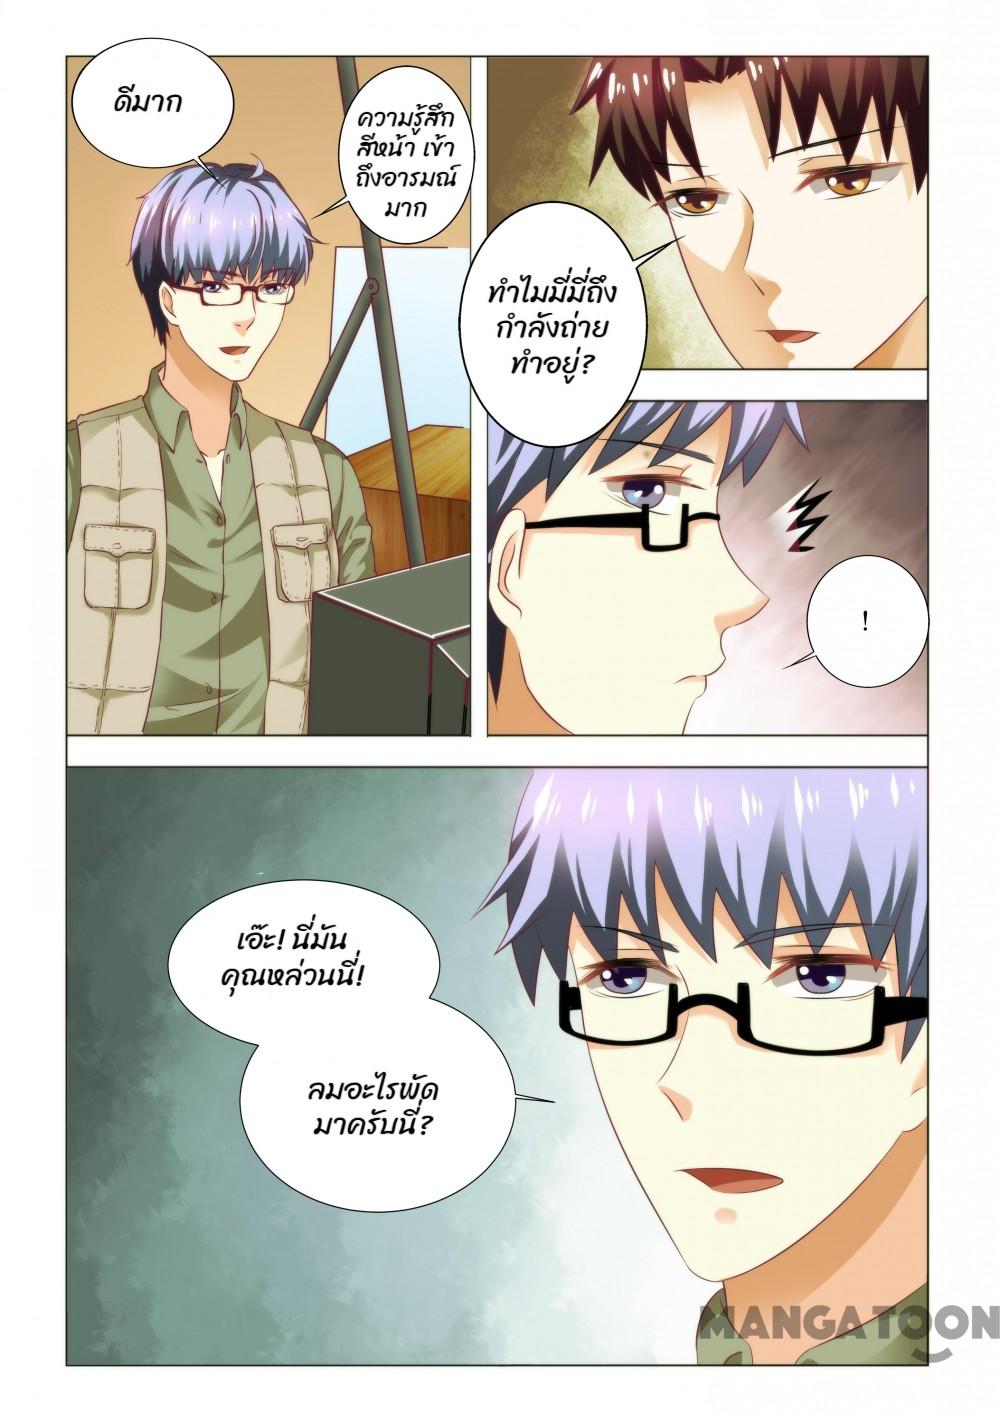 ดีมาก
ความรู้สึก
สีหน้า เข้า
ถึงอารมณ์
มาก
ทำไมมี่มี่ถึง
กำลังถ่าย
ทำอยู่?
!
เอ๊ะ! นี่มัน
คุณหล่วนนี่!
ลมอะไรพัด
มาครับนี่?
MANGATOON